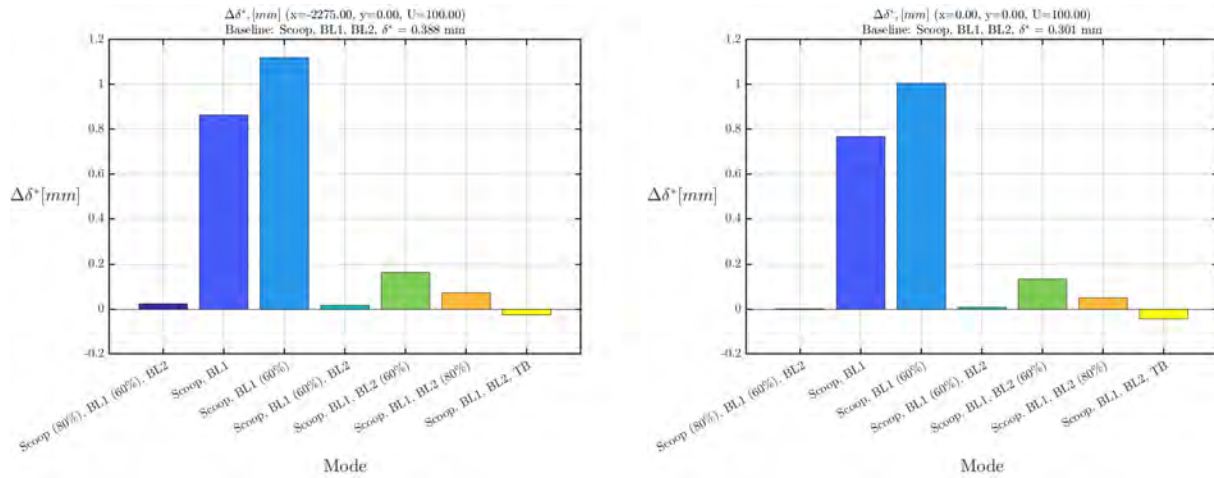 Δδ*, [mm] (x=-2275.00, y=0.00, U=100.00)
Baseline: Scoop, BL1, BL2, δ* = 0.388 mm
1.2
1
0.8
0.6
0.4
0.2
0
-0.2
Δδ*[mm]
Scoop (80%), BL1 (60%), BL2
Scoop, BL1
Scoop, BL1 (60%)
Scoop, BL1 (60%), BL2
Scoop, BL1, BL2 (60%)
Scoop, BL1, BL2 (80%)
Scoop, BL1, BL2, TB
Mode
Δδ*, [mm] (x=0.00, y=0.00, U=100.00)
Baseline: Scoop, BL1, BL2, δ* = 0.301 mm
1.2
1
0.8
0.6
0.4
0.2
0
-0.2
Δδ*[mm]
Scoop (80%), BL1 (60%), BL2
Scoop, BL1
Scoop, BL1 (60%)
Scoop, BL1 (60%), BL2
Scoop, BL1, BL2 (60%)
Scoop, BL1, BL2 (80%)
Scoop, BL1, BL2, TB
Mode